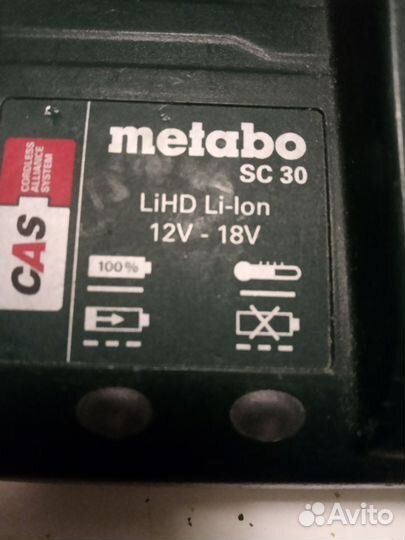 metabo
SC 30
LiHD Li-Ion
12V - 18V
100%
CAS
CORDLESS
ALLIANCE
SYSTEM
Avito